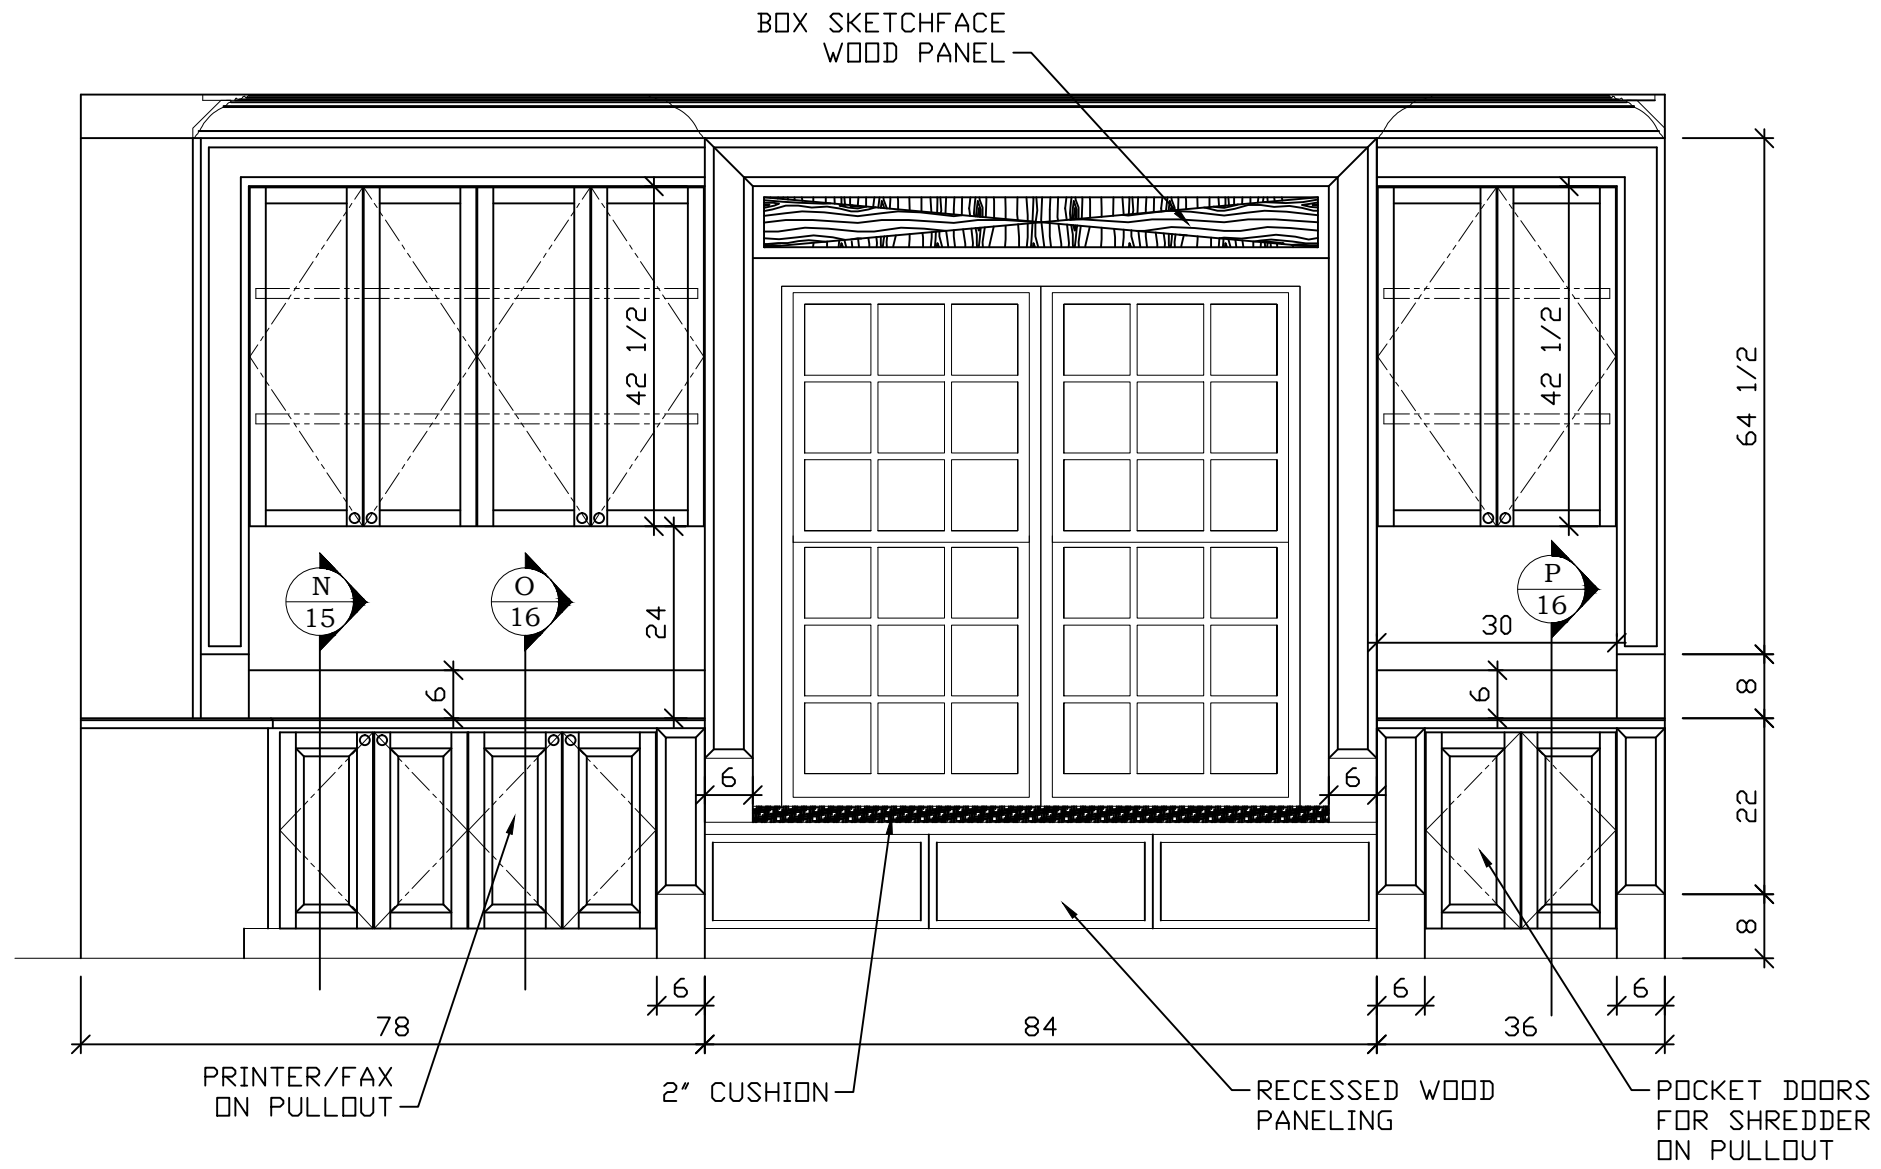 BOX SKETCHFACE
WOOD PANEL
42 1/2
42 1/2
64 1/2
N
15
O
16
P
16
24
30
6
6
8
6
6
22
8
6
6
6
78
84
36
PRINTER/FAX
ON PULLOUT
2" CUSHION
RECESSED WOOD
PANELING
POCKET DOORS
FOR SHREDDER
ON PULLOUT